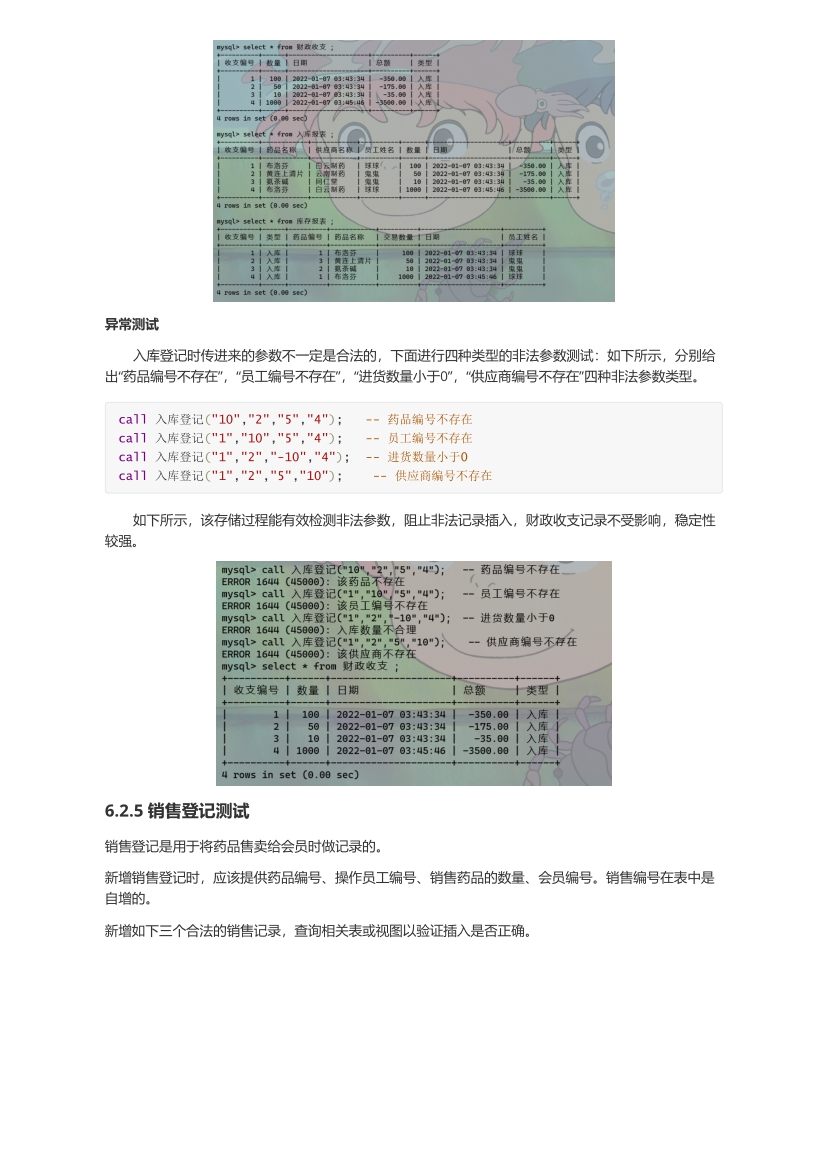 mysql> select * from 财政收支 ;
+----------+------+---------------------+----------+------+
| 收支编号 | 数量 | 日期 | 总额 | 类型 |
+----------+------+---------------------+----------+------+
| 1 | 100 | 2022-01-07 03:43:34 | -350.00 | 入库 |
| 2 | 50 | 2022-01-07 03:43:34 | -175.00 | 入库 |
| 3 | 10 | 2022-01-07 03:43:34 | -35.00 | 入库 |
| 4 | 1000 | 2022-01-07 03:45:46 | -3500.00 | 入库 |
4 rows in set (0.00 sec)
mysql> select * from 入库报表 ;
| 收支编号 | 药品名称 | 供应商名称 | 员工姓名 | 数量 | 日期 | 总额 | 类型 |
| 1 | 布洛芬 | 白云制药 | 球球 | 100 | 2022-01-07 03:43:34 | -350.00 | 入库 |
| 2 | 黄连上清片 | 云南制药 | 鬼鬼 | 50 | 2022-01-07 03:43:34 | -175.00 | 入库 |
| 3 | 氨茶碱 | 同仁堂 | 鬼鬼 | 10 | 2022-01-07 03:43:34 | -35.00 | 入库 |
| 4 | 布洛芬 | 白云制药 | 球球 | 1000 | 2022-01-07 03:45:46 | -3500.00 | 入库 |
4 rows in set (0.00 sec)
mysql> select * from 库存报表 ;
| 收支编号 | 类型 | 药品编号 | 药品名称 | 交易数量 | 日期 | 员工姓名 |
| 1 | 入库 | 1 | 布洛芬 | 100 | 2022-01-07 03:43:34 | 球球 |
| 2 | 入库 | 3 | 黄连上清片 | 50 | 2022-01-07 03:43:34 | 鬼鬼 |
| 3 | 入库 | 2 | 氨茶碱 | 10 | 2022-01-07 03:43:34 | 鬼鬼 |
| 4 | 入库 | 1 | 布洛芬 | 1000 | 2022-01-07 03:45:46 | 球球 |
4 rows in set (0.00 sec)
异常测试
入库登记时传进来的参数不一定是合法的，下面进行四种类型的非法参数测试：如下所示，分别给
出“药品编号不存在”，“员工编号不存在”，“进货数量小于0”，“供应商编号不存在”四种非法参数类型。
call 入库登记("10","2","5","4"); -- 药品编号不存在
call 入库登记("1","10","5","4"); -- 员工编号不存在
call 入库登记("1","2","-10","4"); -- 进货数量小于0
call 入库登记("1","2","5","10"); -- 供应商编号不存在
如下所示，该存储过程能有效检测非法参数，阻止非法记录插入，财政收支记录不受影响，稳定性
较强。
mysql> call 入库登记("10","2","5","4"); -- 药品编号不存在
ERROR 1644 (45000): 该药品不存在
mysql> call 入库登记("1","10","5","4"); -- 员工编号不存在
ERROR 1644 (45000): 该员工编号不存在
mysql> call 入库登记("1","2","-10","4"); -- 进货数量小于0
ERROR 1644 (45000): 入库数量不合理
mysql> call 入库登记("1","2","5","10"); -- 供应商编号不存在
ERROR 1644 (45000): 该供应商不存在
mysql> select * from 财政收支 ;
| 收支编号 | 数量 | 日期 | 总额 | 类型 |
| 1 | 100 | 2022-01-07 03:43:34 | -350.00 | 入库 |
| 2 | 50 | 2022-01-07 03:43:34 | -175.00 | 入库 |
| 3 | 10 | 2022-01-07 03:43:34 | -35.00 | 入库 |
| 4 | 1000 | 2022-01-07 03:45:46 | -3500.00 | 入库 |
4 rows in set (0.00 sec)
6.2.5 销售登记测试
销售登记是用于将药品售卖给会员时做记录的。
新增销售登记时，应该提供药品编号、操作员工编号、销售药品的数量、会员编号。销售编号在表中是
自增的。
新增如下三个合法的销售记录，查询相关表或视图以验证插入是否正确。